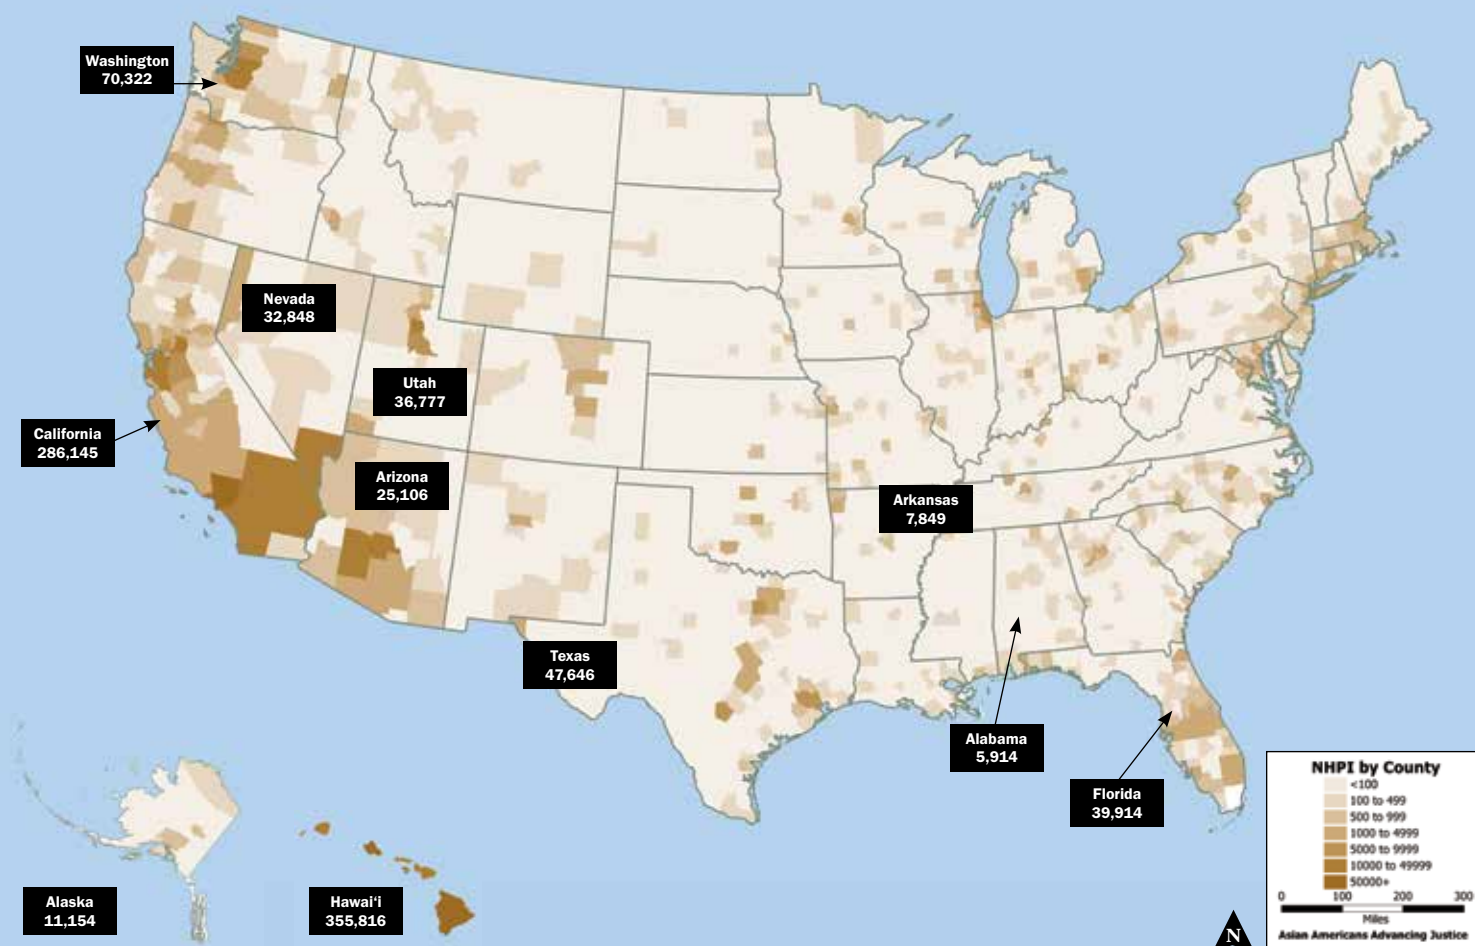 Washington
70,322
Nevada
32,848
Utah
36,777
California
286,145
Arizona
25,106
Arkansas
7,849
Texas
47,646
Alabama
5,914
Florida
39,914
Alaska
11,154
Hawai‘i
355,816
N
NHPI by County
<100
100 to 499
500 to 999
1000 to 4999
5000 to 9999
10000 to 49999
50000+
0 100 200 300
Miles
Asian Americans Advancing Justice